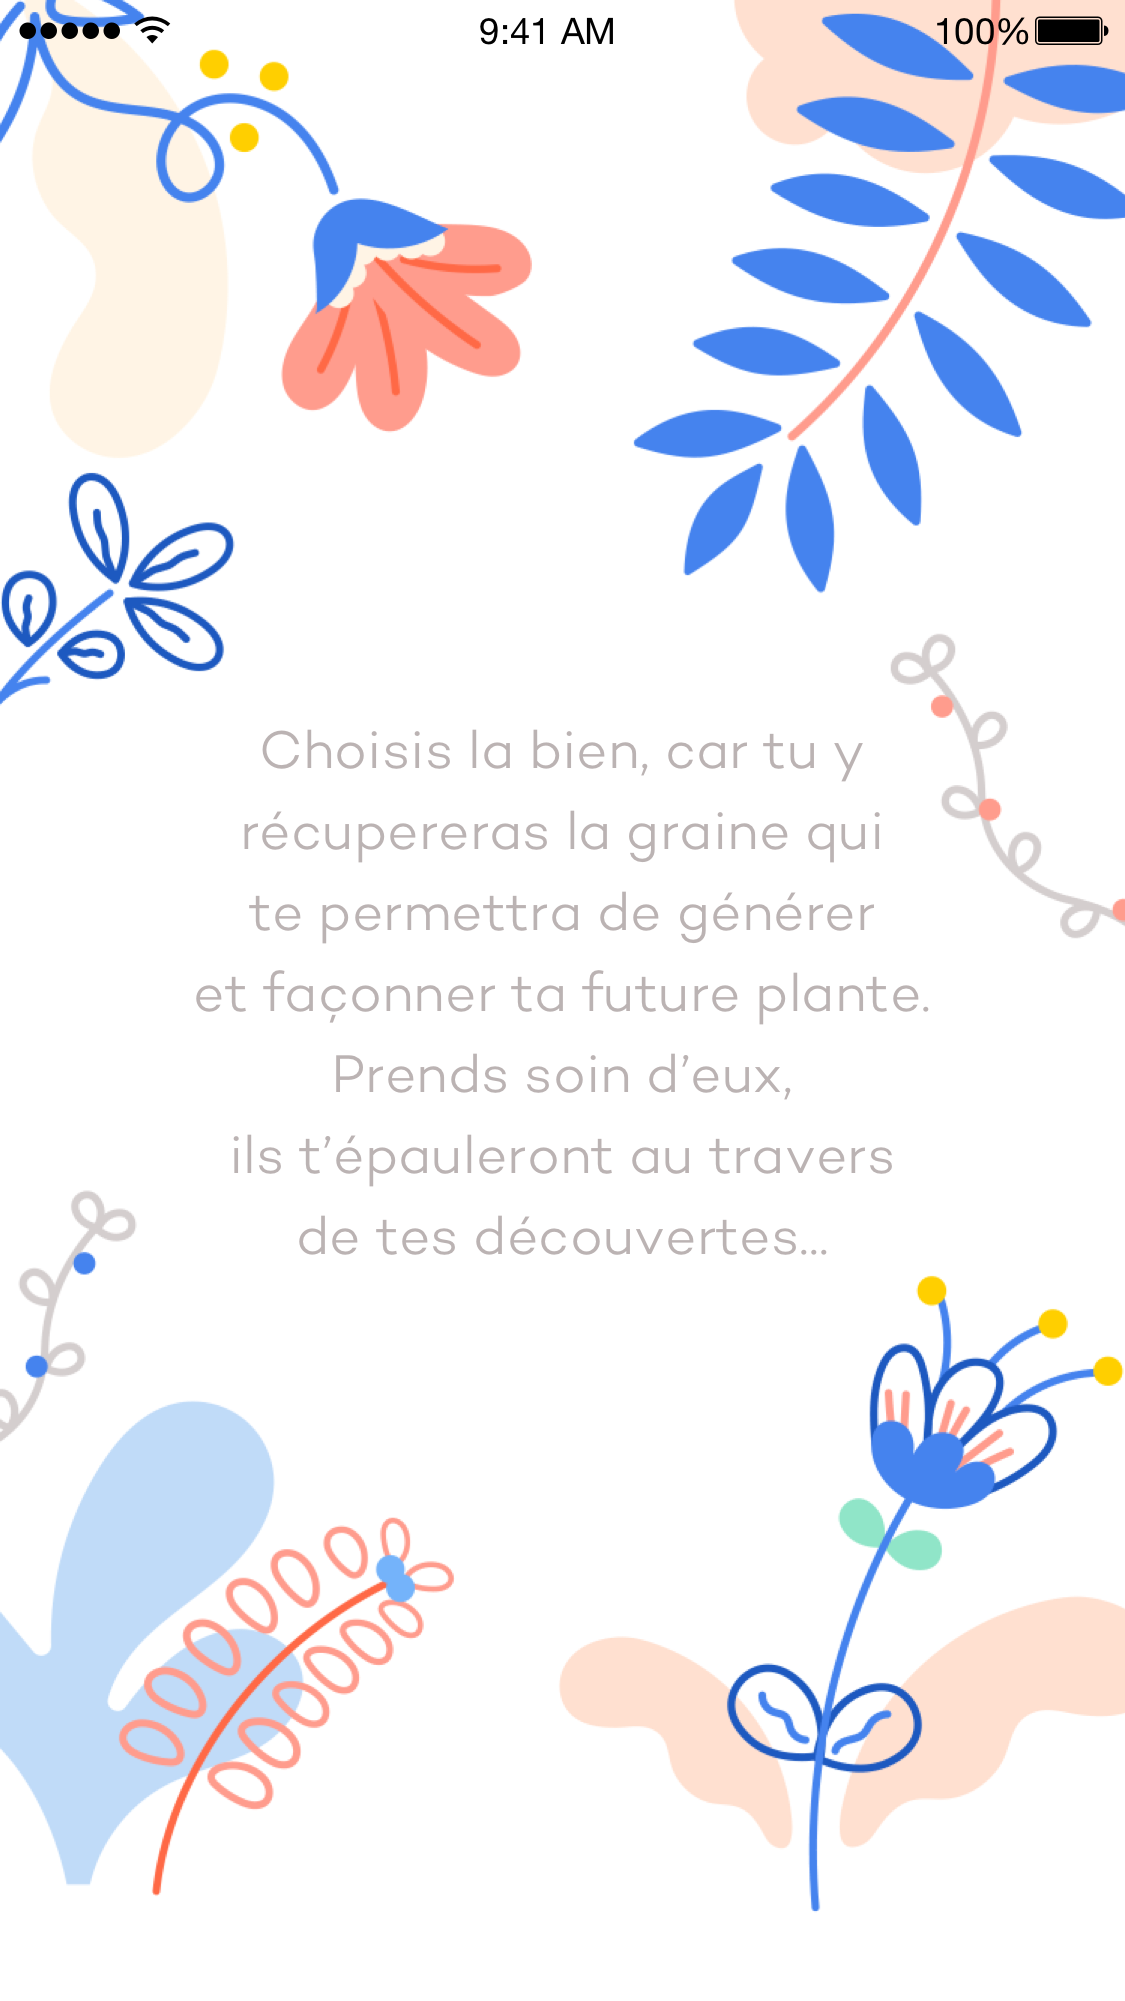 9:41 AM
100%
Choisis la bien, car tu y
récupereras la graine qui
te permettra de générer
et façonner ta future plante.
Prends soin d’eux,
ils t’épauleront au travers
de tes découvertes...